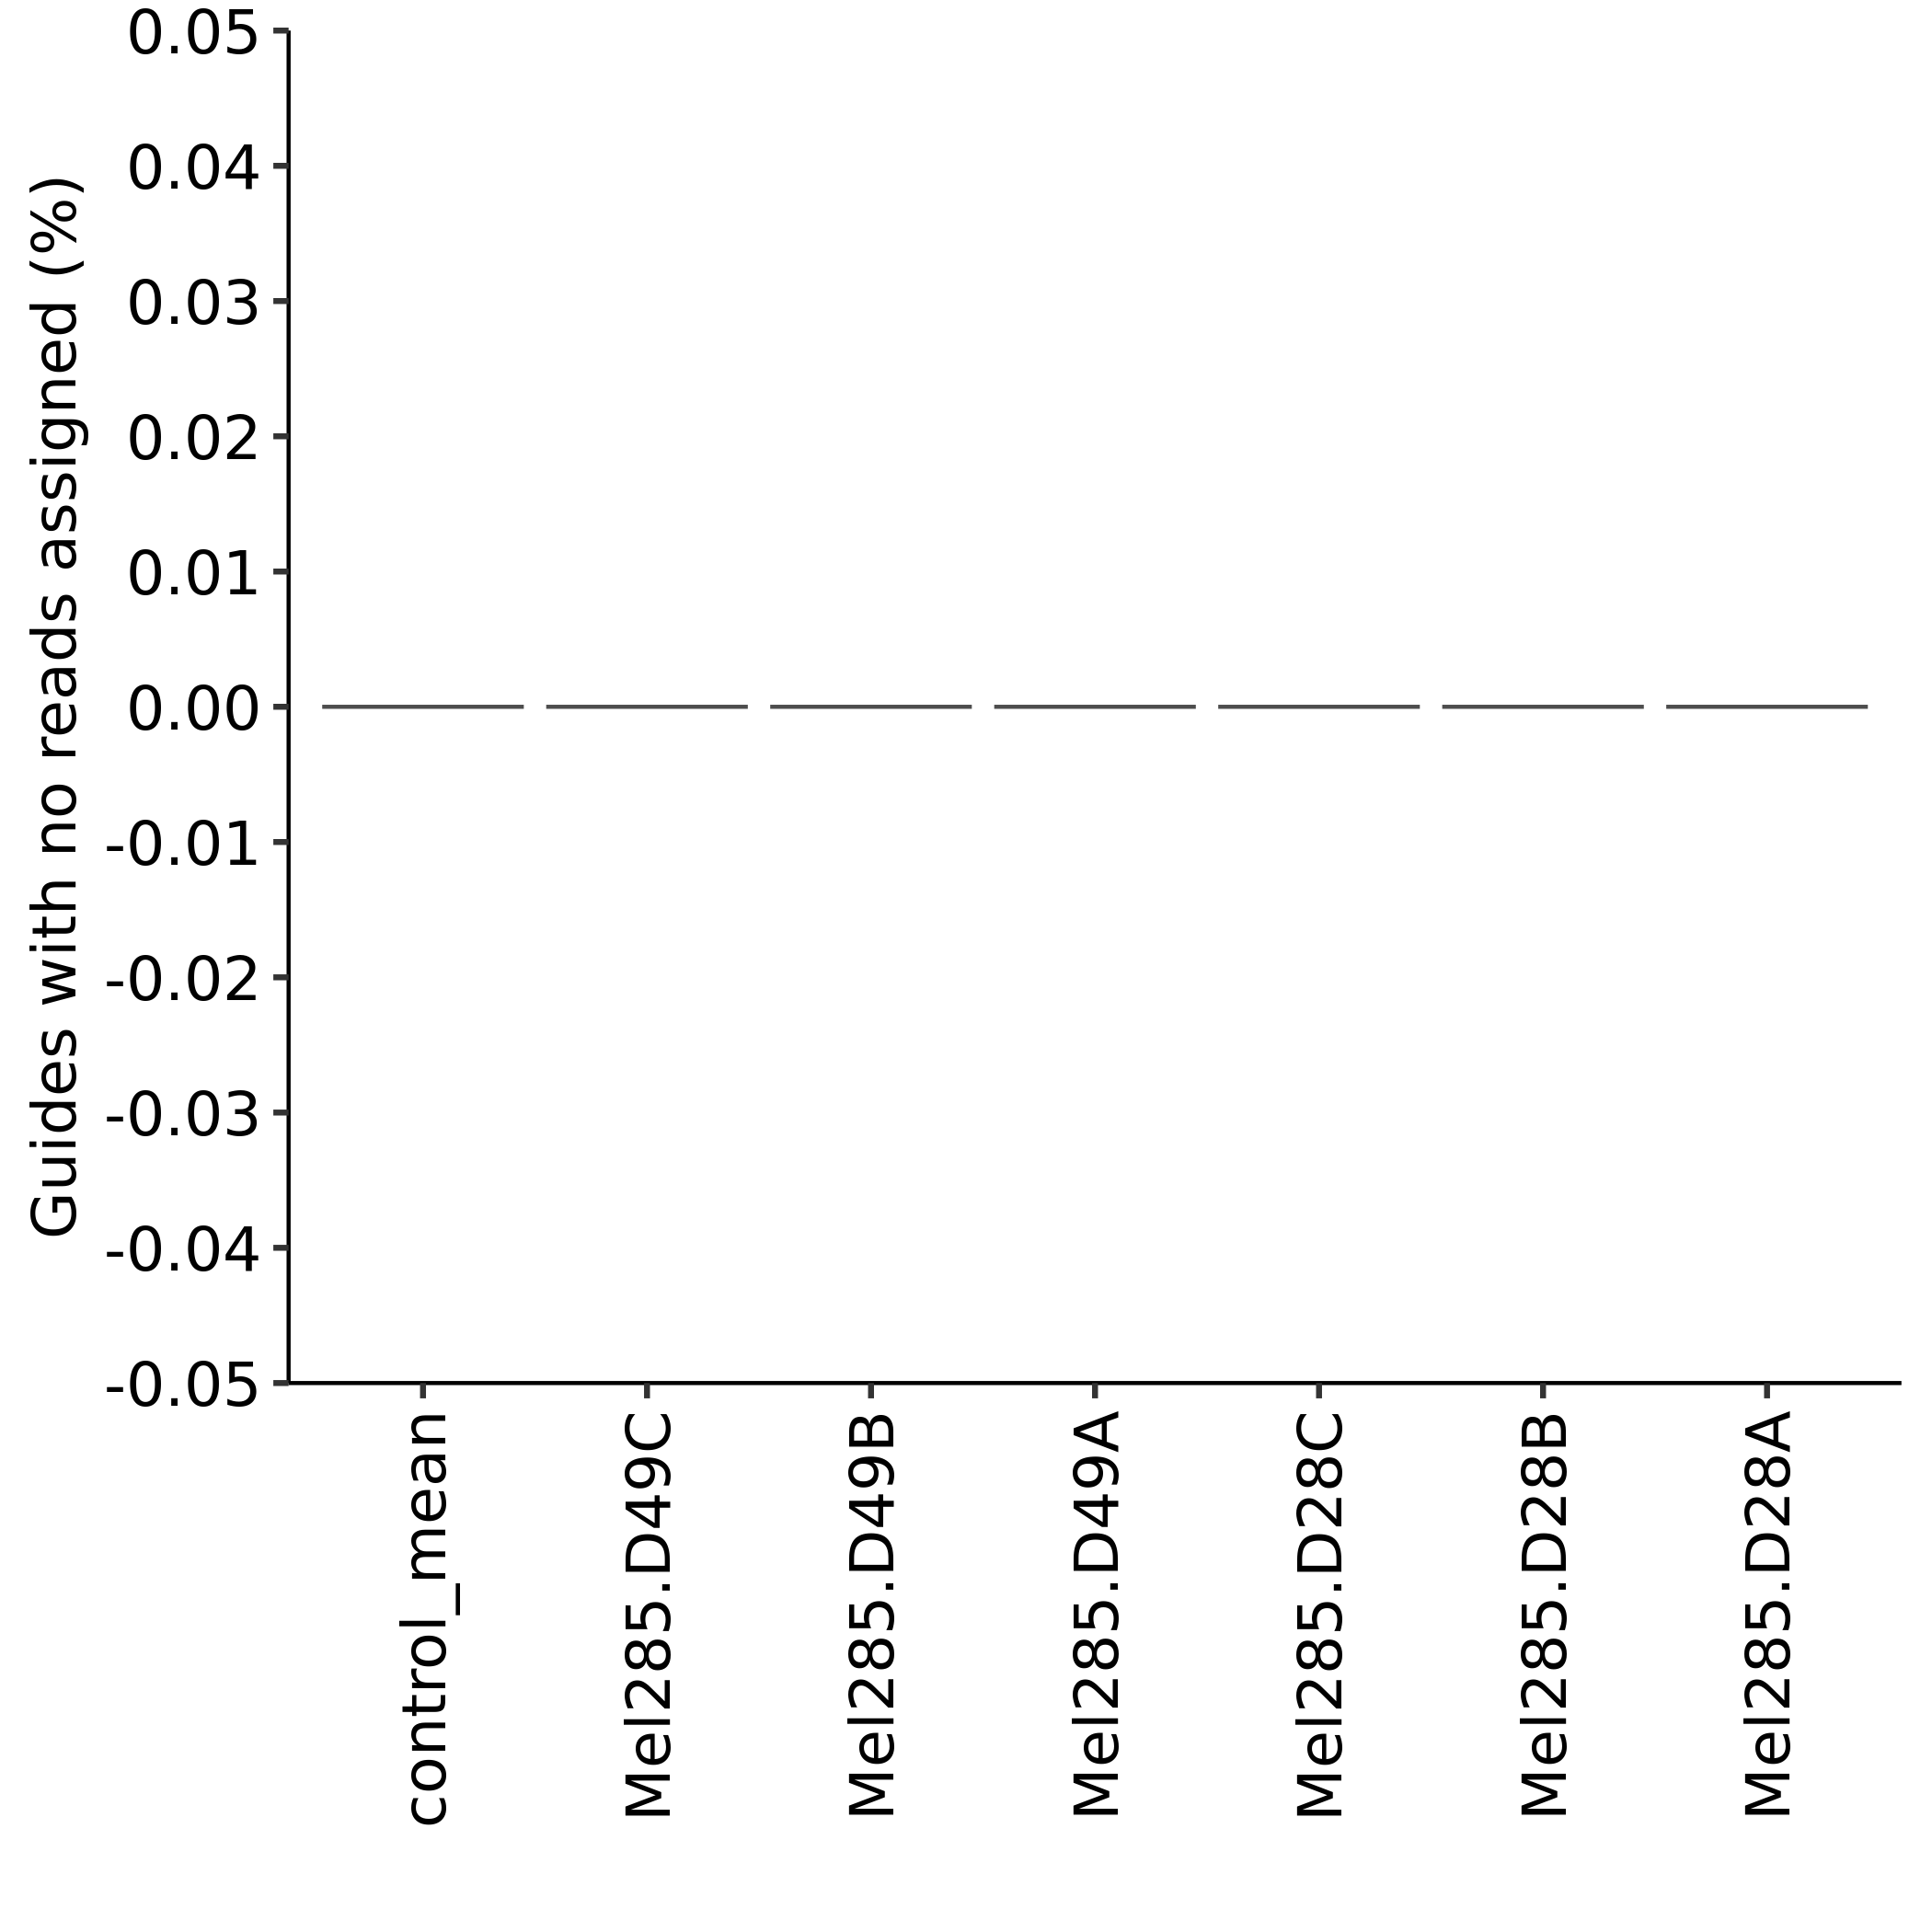 Guides with no reads assigned (%)
0.05
0.04
0.03
0.02
0.01
0.00
-0.01
-0.02
-0.03
-0.04
-0.05
control_mean
Mel285.D49C
Mel285.D49B
Mel285.D49A
Mel285.D28C
Mel285.D28B
Mel285.D28A